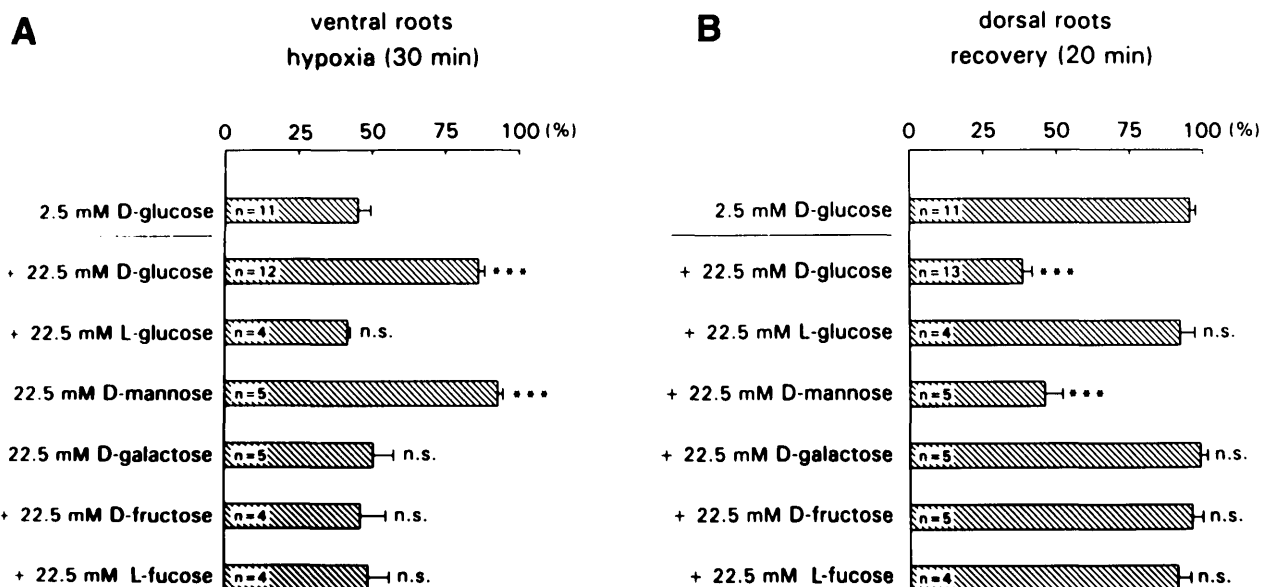 A
ventral roots
hypoxia (30 min)
0 25 50 75 100 (%)
2.5 mM D-glucose
n=11
+ 22.5 mM D-glucose
n=12
***
+ 22.5 mM L-glucose
n=4
n.s.
22.5 mM D-mannose
n=5
***
22.5 mM D-galactose
n=5
n.s.
+ 22.5 mM D-fructose
n=4
n.s.
+ 22.5 mM L-fucose
n=4
n.s.
B
dorsal roots
recovery (20 min)
0 25 50 75 100 (%)
2.5 mM D-glucose
n=11
+ 22.5 mM D-glucose
n=13
***
+ 22.5 mM L-glucose
n=4
n.s.
+ 22.5 mM D-mannose
n=5
***
+ 22.5 mM D-galactose
n=5
n.s.
+ 22.5 mM D-fructose
n=5
n.s.
+ 22.5 mM L-fucose
n=4
n.s.